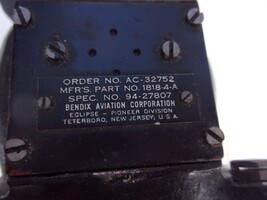 ORDER NO. AC-32752
MFR'S. PART NO. 1818-4-A
SPEC. NO. 94-27807
BENDIX AVIATION CORPORATION
ECLIPSE - PIONEER DIVISION
TETERBORO, NEW JERSEY, U.S.A.